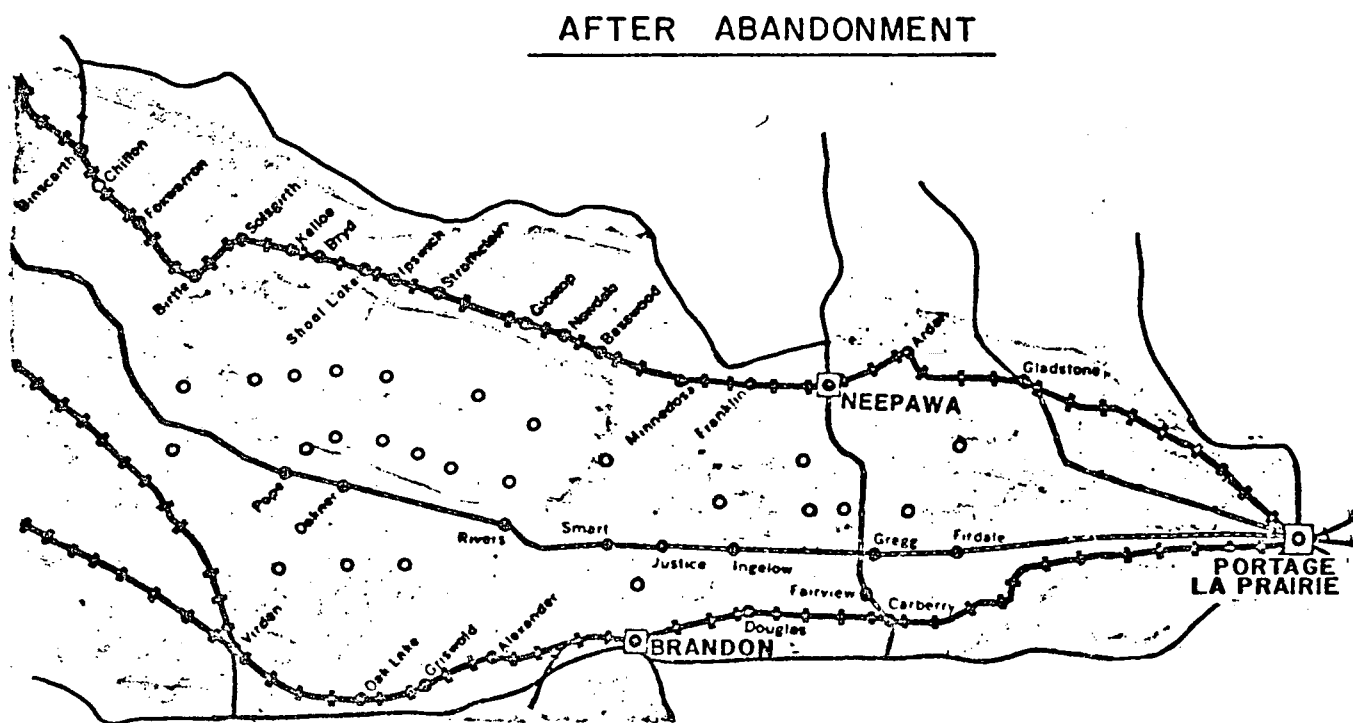 AFTER ABANDONMENT
Binscarth
Chillon
Foxwarren
Birtle
Solsgirth
Kelloe
Bryd
Shoal Lake
Ipswich
Strathclair
Newdale
Basswood
Minnedosa
Franklin
NEEPAWA
Arden
Gladstone
Pope
Oakner
Rivers
Smart
Justice
Ingelow
Gregg
Firdale
PORTAGE
LA PRAIRIE
Fairview
Carberry
Virden
Oak Lake
Griswold
Alexander
BRANDON
Douglas